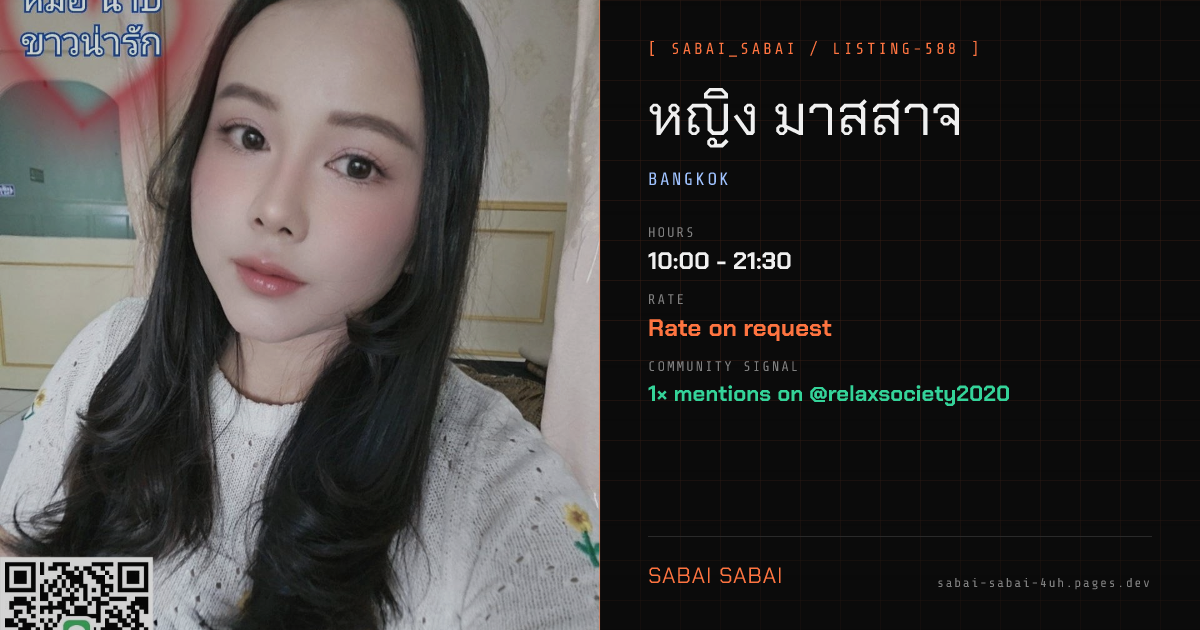 ขาวน่ารัก
[ SABAI_SABAI / LISTING-588 ]
หญิง มาสสาจ
BANGKOK
HOURS
10:00 - 21:30
RATE
Rate on request
COMMUNITY SIGNAL
1× mentions on @relaxsociety2020
SABAI SABAI
sabai-sabai-4uh.pages.dev